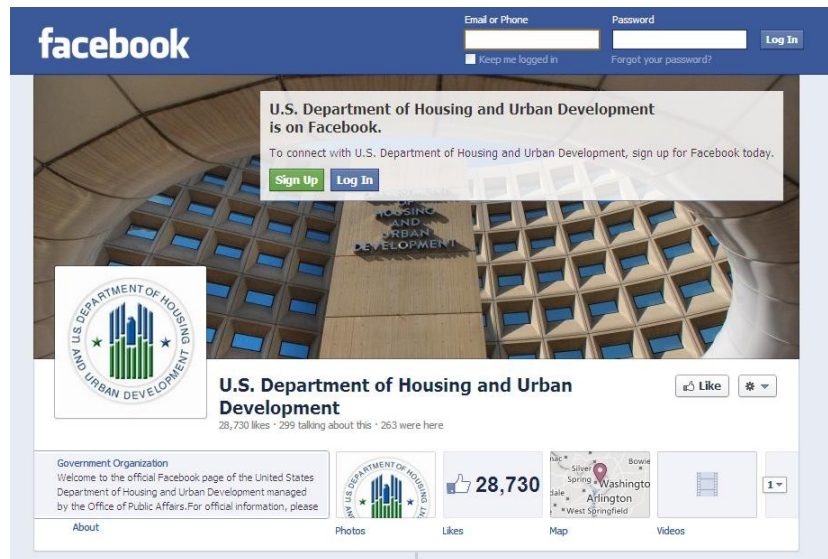 facebook
Email or Phone
Password
Log In
Keep me logged in
Forgot your password?
U.S. Department of Housing and Urban Development
is on Facebook.
To connect with U.S. Department of Housing and Urban Development, sign up for Facebook today.
Sign Up
Log In
HOUSING
AND
URBAN
DEVELOPMENT
U.S. DEPARTMENT OF HOUSING
AND URBAN DEVELOPMENT
U.S. Department of Housing and Urban
Development
28,730 likes · 299 talking about this · 263 were here
Like
Government Organization
Welcome to the official Facebook page of the United States
Department of Housing and Urban Development managed
by the Office of Public Affairs.For official information, please
About
U.S. DEPARTMENT OF HOUSING
Photos
28,730
Likes
Silver
Spring
Bowie
Washingto
Arlington
West Springfield
Map
Videos
1